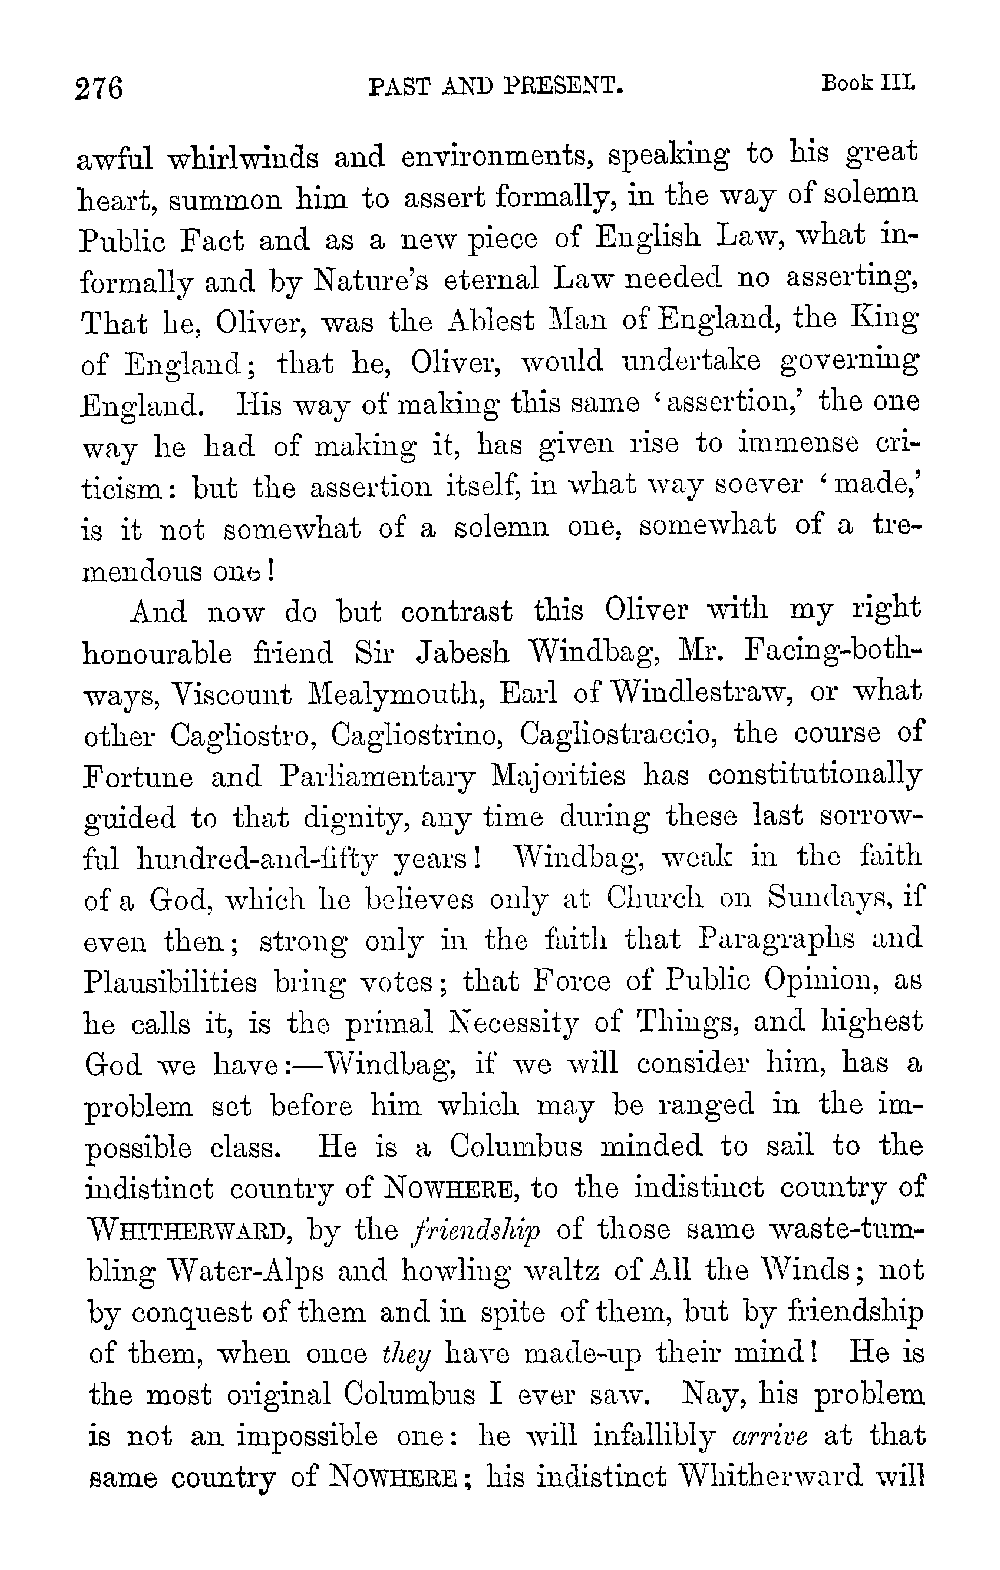 276 PAST AND PRESENT. Book III.
awful whirlwinds and environments, speaking to his great
heart, summon him to assert formally, in the way of solemn
Public Fact and as a new piece of English Law, what in-
formally and by Nature's eternal Law needed no asserting,
That he, Oliver, was the Ablest Man of England, the King
of England; that he, Oliver, would undertake governing
England. His way of making this same ‘assertion,’ the one
way he had of making it, has given rise to immense cri-
ticism: but the assertion itself, in what way soever ‘made,’
is it not somewhat of a solemn one, somewhat of a tre-
mendous one!
And now do but contrast this Oliver with my right
honourable friend Sir Jabesh Windbag, Mr. Facing-both-
ways, Viscount Mealymouth, Earl of Windlestraw, or what
other Cagliostro, Cagliostrino, Cagliostraccio, the course of
Fortune and Parliamentary Majorities has constitutionally
guided to that dignity, any time during these last sorrow-
ful hundred-and-fifty years! Windbag, weak in the faith
of a God, which he believes only at Church on Sundays, if
even then; strong only in the faith that Paragraphs and
Plausibilities bring votes; that Force of Public Opinion, as
he calls it, is the primal Necessity of Things, and highest
God we have:—Windbag, if we will consider him, has a
problem set before him which may be ranged in the im-
possible class. He is a Columbus minded to sail to the
indistinct country of NOWHERE, to the indistinct country of
WHITHERWARD, by the friendship of those same waste-tum-
bling Water-Alps and howling waltz of All the Winds; not
by conquest of them and in spite of them, but by friendship
of them, when once they have made-up their mind! He is
the most original Columbus I ever saw. Nay, his problem
is not an impossible one: he will infallibly arrive at that
same country of NOWHERE; his indistinct Whitherward will